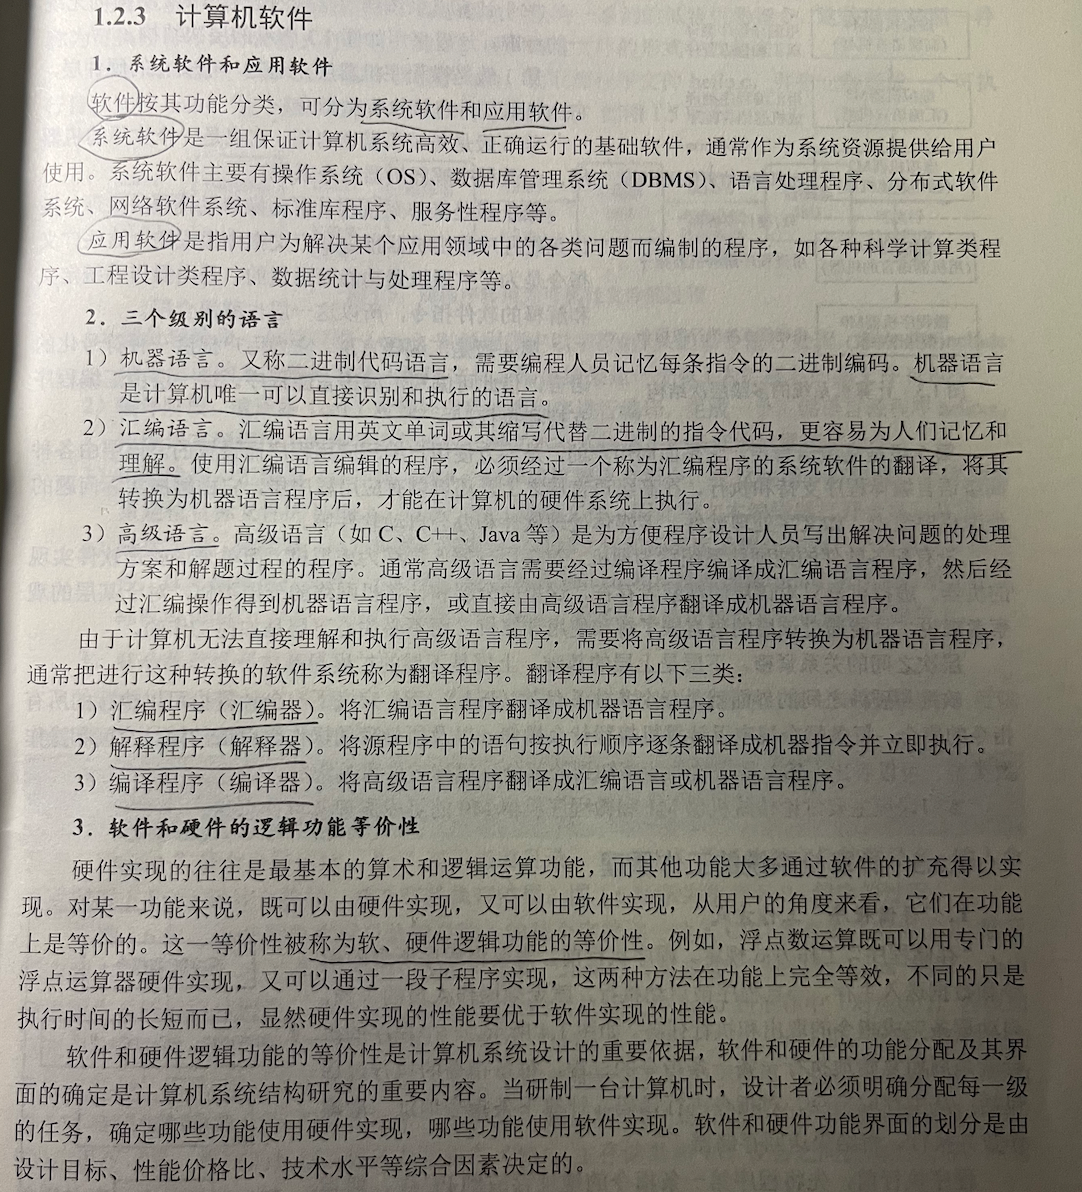 1.2.3 计算机软件
1. 系统软件和应用软件
软件按其功能分类，可分为系统软件和应用软件。
系统软件是一组保证计算机系统高效、正确运行的基础软件，通常作为系统资源提供给用户
使用。系统软件主要有操作系统（OS）、数据库管理系统（DBMS）、语言处理程序、分布式软件
系统、网络软件系统、标准库程序、服务性程序等。
应用软件是指用户为解决某个应用领域中的各类问题而编制的程序，如各种科学计算类程
序、工程设计类程序、数据统计与处理程序等。
2. 三个级别的语言
1）机器语言。又称二进制代码语言，需要编程人员记忆每条指令的二进制编码。机器语言
是计算机唯一可以直接识别和执行的语言。
2）汇编语言。汇编语言用英文单词或其缩写代替二进制的指令代码，更容易为人们记忆和
理解。使用汇编语言编辑的程序，必须经过一个称为汇编程序的系统软件的翻译，将其
转换为机器语言程序后，才能在计算机的硬件系统上执行。
3）高级语言。高级语言（如 C、C++、Java 等）是为方便程序设计人员写出解决问题的处理
方案和解题过程的程序。通常高级语言需要经过编译程序编译成汇编语言程序，然后经
过汇编操作得到机器语言程序，或直接由高级语言程序翻译成机器语言程序。
由于计算机无法直接理解和执行高级语言程序，需要将高级语言程序转换为机器语言程序，
通常把进行这种转换的软件系统称为翻译程序。翻译程序有以下三类：
1）汇编程序（汇编器）。将汇编语言程序翻译成机器语言程序。
2）解释程序（解释器）。将源程序中的语句按执行顺序逐条翻译成机器指令并立即执行。
3）编译程序（编译器）。将高级语言程序翻译成汇编语言或机器语言程序。
3. 软件和硬件的逻辑功能等价性
硬件实现的往往是最基本的算术和逻辑运算功能，而其他功能大多通过软件的扩充得以实
现。对某一功能来说，既可以由硬件实现，又可以由软件实现，从用户的角度来看，它们在功能
上是等价的。这一等价性被称为软、硬件逻辑功能的等价性。例如，浮点数运算既可以用专门的
浮点运算器硬件实现，又可以通过一段子程序实现，这两种方法在功能上完全等效，不同的只是
执行时间的长短而已，显然硬件实现的性能要优于软件实现的性能。
软件和硬件逻辑功能的等价性是计算机系统设计的重要依据，软件和硬件的功能分配及其界
面的确定是计算机系统结构研究的重要内容。当研制一台计算机时，设计者必须明确分配每一级
的任务，确定哪些功能使用硬件实现，哪些功能使用软件实现。软件和硬件功能界面的划分是由
设计目标、性能价格比、技术水平等综合因素决定的。